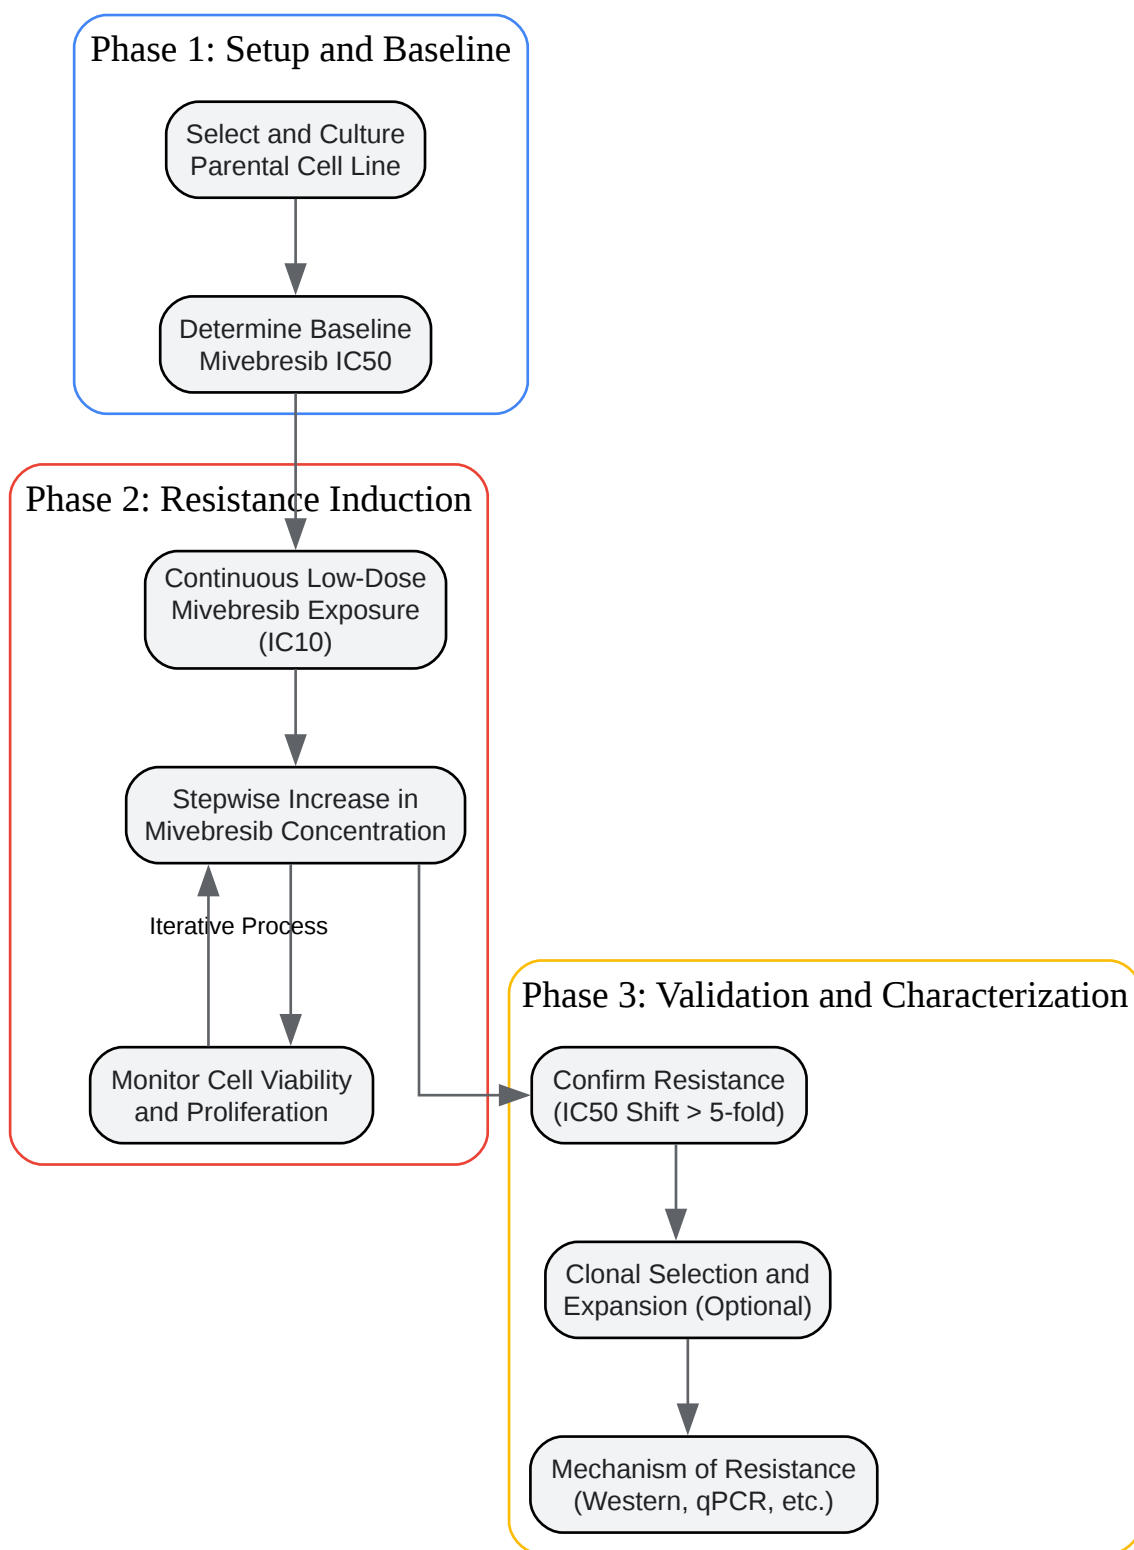 Phase 1: Setup and Baseline
Select and Culture
Parental Cell Line
Determine Baseline
Mivebresib IC50
Phase 2: Resistance Induction
Continuous Low-Dose
Mivebresib Exposure
(IC10)
Stepwise Increase in
Mivebresib Concentration
Iterative Process
Monitor Cell Viability
and Proliferation
Phase 3: Validation and Characterization
Confirm Resistance
(IC50 Shift > 5-fold)
Clonal Selection and
Expansion (Optional)
Mechanism of Resistance
(Western, qPCR, etc.)